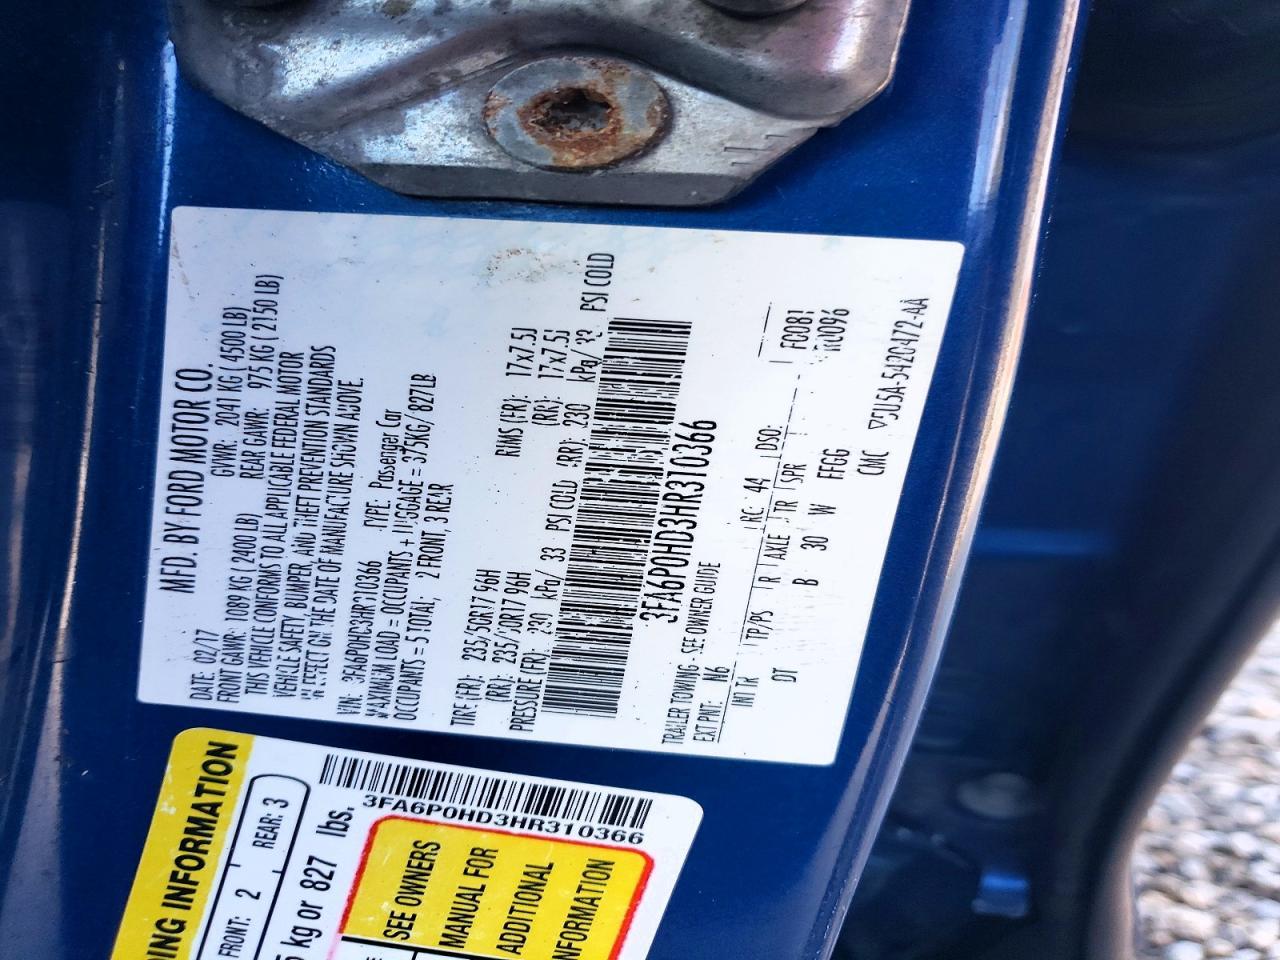 MFD. BY FORD MOTOR CO.
DATE: 02/17 GVWR: 2041 KG (4500 LB)
FRONT GAWR: 1089 KG (2400 LB) REAR GAWR: 975 KG (2150 LB)
THIS VEHICLE CONFORMS TO ALL APPLICABLE FEDERAL MOTOR
VEHICLE SAFETY, BUMPER, AND THEFT PREVENTION STANDARDS
IN EFFECT ON THE DATE OF MANUFACTURE SHOWN ABOVE.
VIN: 3FA6P0HD3HR310366 TYPE: Passenger Car
MAXIMUM LOAD = OCCUPANTS + LUGGAGE = 375KG/827LB
OCCUPANTS = 5 TOTAL; 2 FRONT, 3 REAR
TIRE (FR): 235/50R17 96H RIMS (FR): 17x7.5J
(RR): 235/50R17 96H (RR): 17x7.5J
PRESSURE (FR): 230 kPa/ 33 PSI COLD (RR): 230 kPa/ 33 PSI COLD
3FA6P0HD3HR310366
TRAILER TOWING - SEE OWNER GUIDE
EXT PNT: N6 RC: 44 DSO: F00B1
INT TR TP/PS R AXLE TR SPR
DT B 30 W FFGG
CMC
▽5U5A-5420472-AA
3FA6P0HD3HR310366
DING INFORMATION
FRONT: 2 REAR: 3
kg or 827 lbs.
SEE OWNERS
MANUAL FOR
ADDITIONAL
INFORMATION